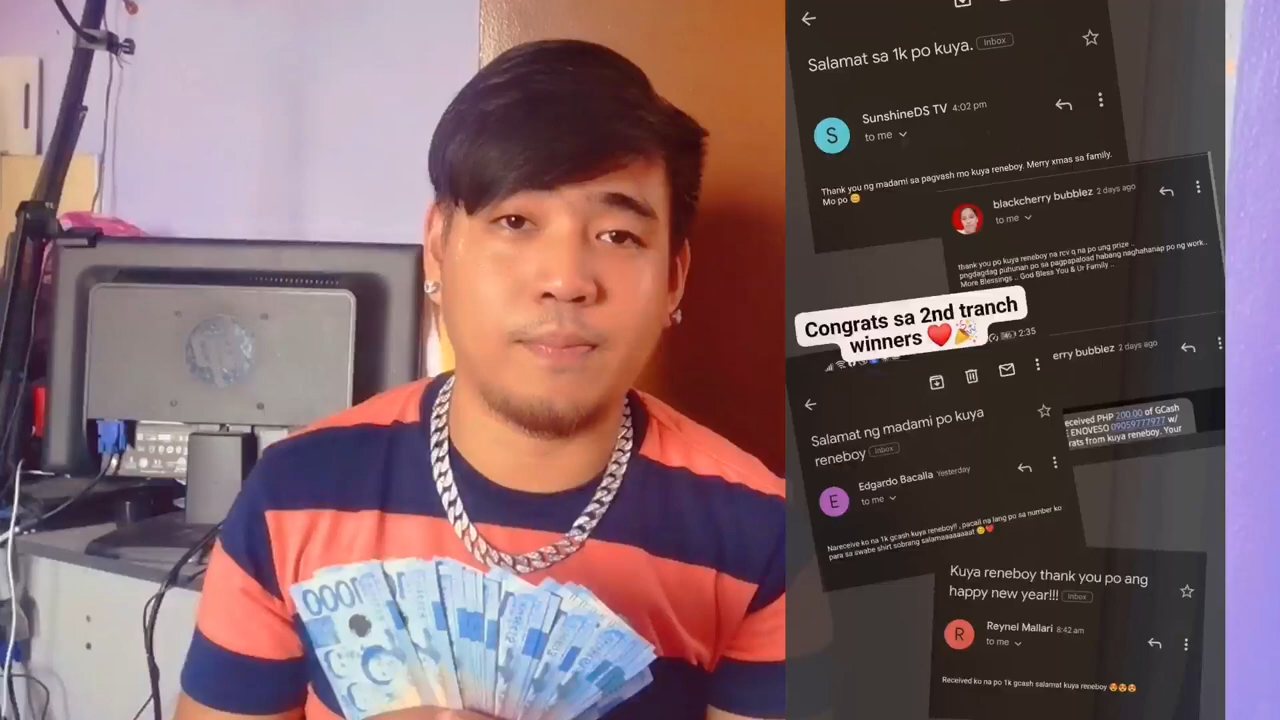 Salamat sa 1k po kuya. Inbox
S
SunshineDS TV 4:02 pm
to me
Thank you ng madami sa pagvash mo kuya reneboy. Merry xmas sa family.
Mo po
blackcherry bubblez 2 days ago
to me
thank you po kuya reneboy na rcv q na po ung prize ..
pngdagdag puhunan po sa pagpapaload habang naghahanap po ng work..
More Blessings .. God Bless You & Ur Family ..
Congrats sa 2nd tranch
winners ❤️🎉
2:35
erry bubblez 2 days ago
eceived PHP 200.00 of GCash
ENOVESO 09059777977 w/
rats from kuya reneboy. Your
Salamat ng madami po kuya
reneboy Inbox
E
Edgardo Bacalla Yesterday
to me
Nareceive ko na 1k gcash kuya reneboy!! , pacall na lang po sa number ko
para sa swabe shirt sobrang salamaaaaaaaat
Kuya reneboy thank you po ang
happy new year!!! Inbox
R
Reynel Mallari 8:42 am
to me
Received ko na po 1k gcash salamat kuya reneboy 😍😍😍
1000